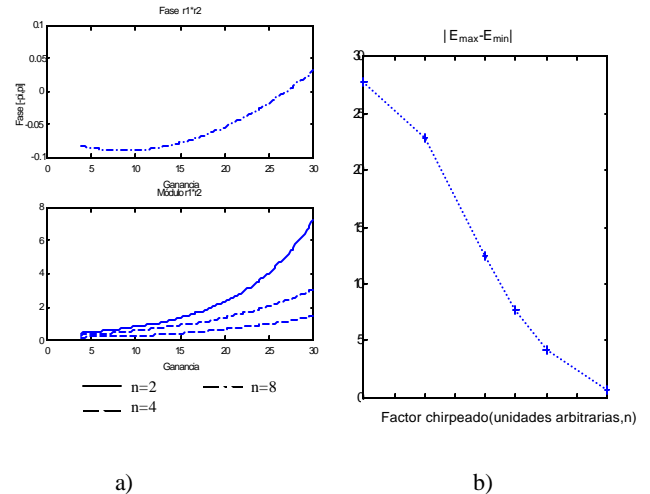 Fase r1*r2
0.1
0.05
0
-0.05
-0.1
Fase [-pi,pi]
0 5 10 15 20 25 30
Ganancia
Módulo r1*r2
8
6
4
2
0
0 5 10 15 20 25 30
Ganancia
n=2
n=8
n=4
a)
|Emax-Emin|
30
25
20
15
10
5
0
Factor chirpeado(unidades arbitrarias,n)
b)